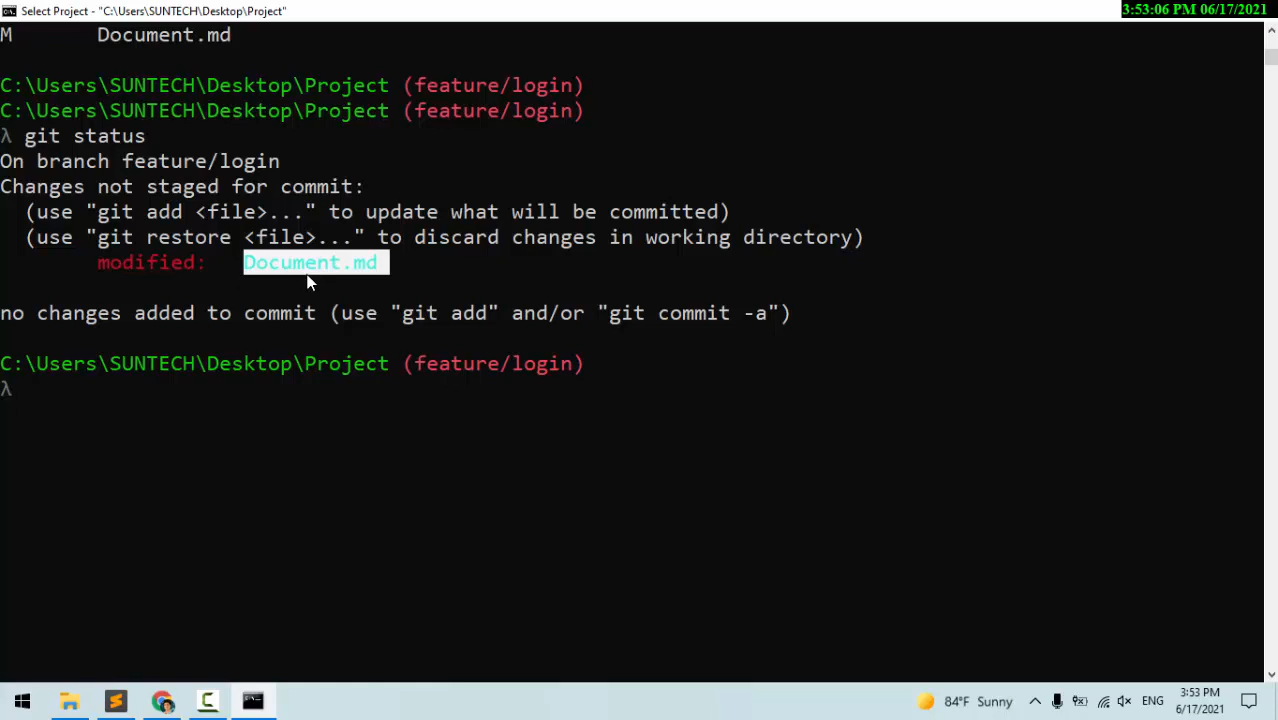 Select Project - "C:\Users\SUNTECH\Desktop\Project"
3:53:06 PM 06/17/2021
M Document.md
C:\Users\SUNTECH\Desktop\Project (feature/login)
C:\Users\SUNTECH\Desktop\Project (feature/login)
λ git status
On branch feature/login
Changes not staged for commit:
(use "git add <file>..." to update what will be committed)
(use "git restore <file>..." to discard changes in working directory)
modified: Document.md
no changes added to commit (use "git add" and/or "git commit -a")
C:\Users\SUNTECH\Desktop\Project (feature/login)
λ
84°F Sunny
ENG
3:53 PM
6/17/2021